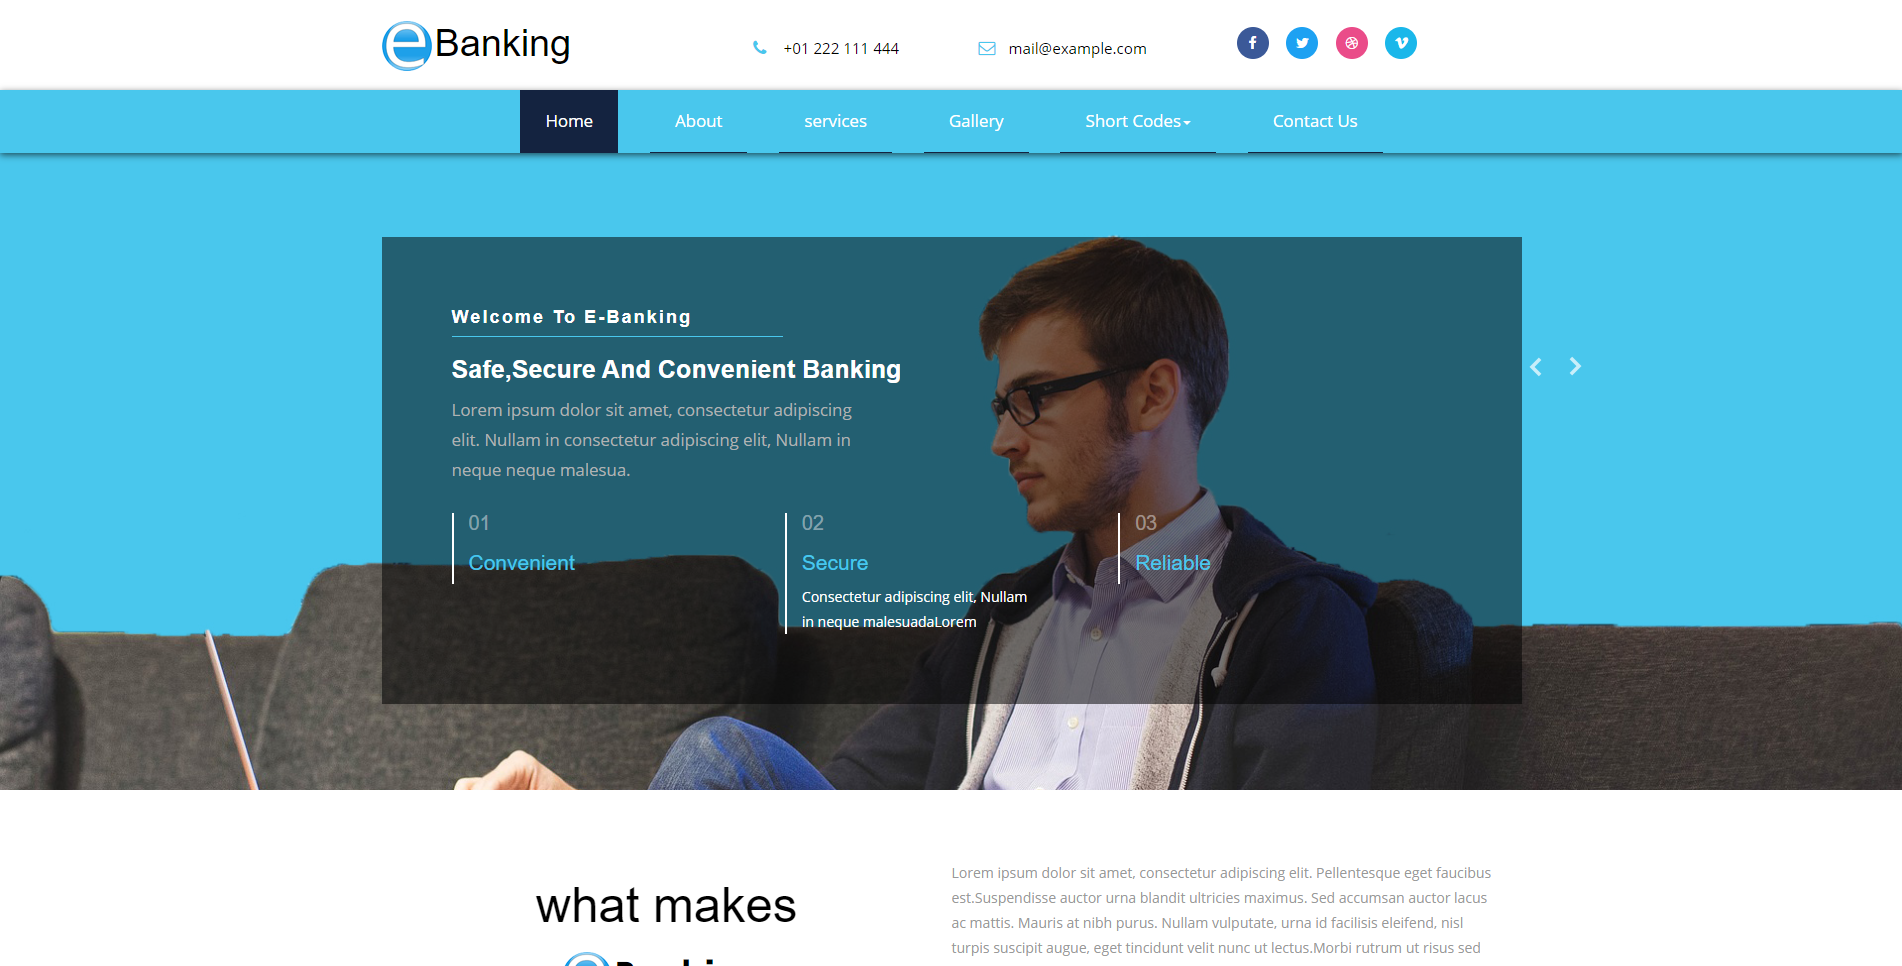 eBanking
+01 222 111 444
mail@example.com
Home
About
services
Gallery
Short Codes
Contact Us
Welcome To E-Banking
Safe,Secure And Convenient Banking
Lorem ipsum dolor sit amet, consectetur adipiscing
elit. Nullam in consectetur adipiscing elit, Nullam in
neque neque malesua.
01
Convenient
02
Secure
Consectetur adipiscing elit, Nullam
in neque malesuadaLorem
03
Reliable
what makes
Lorem ipsum dolor sit amet, consectetur adipiscing elit. Pellentesque eget faucibus
est.Suspendisse auctor urna blandit ultricies maximus. Sed accumsan auctor lacus
ac mattis. Mauris at nibh purus. Nullam vulputate, urna id facilisis eleifend, nisl
turpis suscipit augue, eget tincidunt velit nunc ut lectus.Morbi rutrum ut risus sed